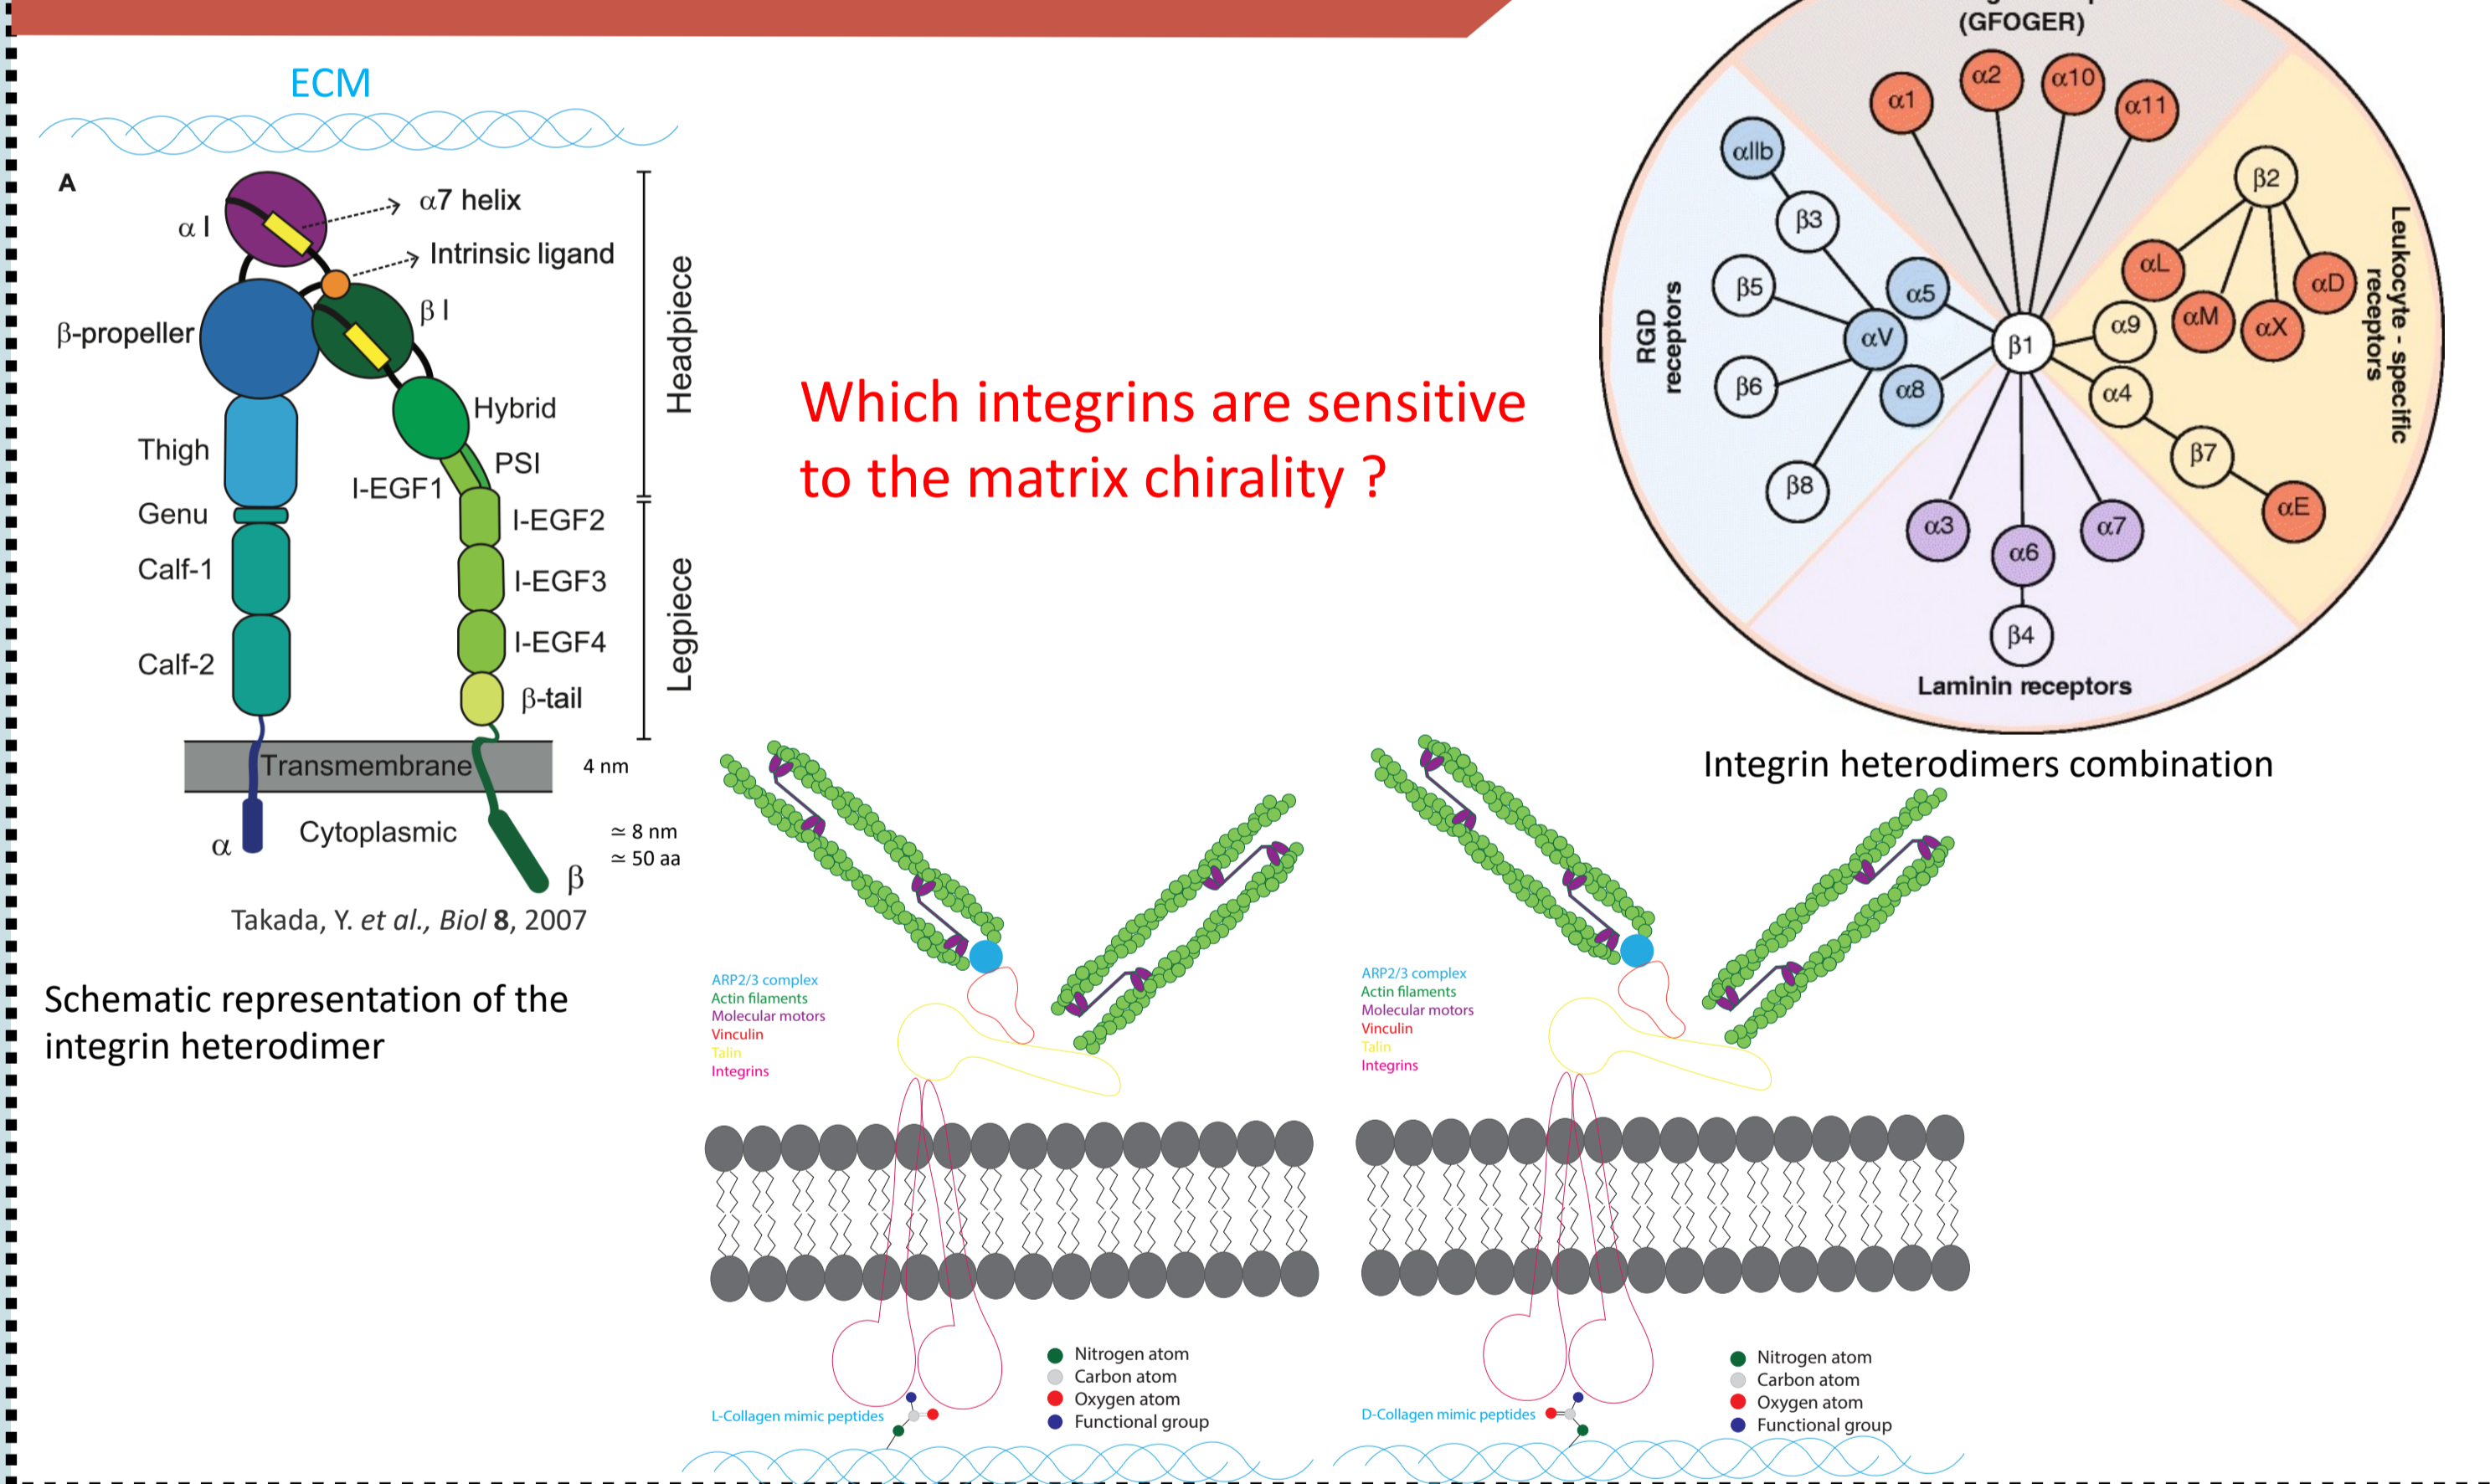 ECM
A
α I
α7 helix
Intrinsic ligand
β I
β-propeller
Hybrid
Thigh
PSI
I-EGF1
Genu
I-EGF2
Calf-1
I-EGF3
Calf-2
I-EGF4
β-tail
Headpiece
Legpiece
Transmembrane
4 nm
α
Cytoplasmic
≃ 8 nm
≃ 50 aa
β
Takada, Y. et al., Biol 8, 2007
Schematic representation of the
integrin heterodimer
Which integrins are sensitive
to the matrix chirality ?
(GFOGER)
α1
α2
α10
α11
αIIb
β3
β5
α5
αV
β6
α8
β8
RGD
receptors
β1
β2
αL
αM
αX
αD
α9
α4
β7
αE
Leukocyte - specific
receptors
α3
α6
α7
β4
Laminin receptors
Integrin heterodimers combination
ARP2/3 complex
Actin filaments
Molecular motors
Vinculin
Talin
Integrins
L-Collagen mimic peptides
Nitrogen atom
Carbon atom
Oxygen atom
Functional group
ARP2/3 complex
Actin filaments
Molecular motors
Vinculin
Talin
Integrins
D-Collagen mimic peptides
Nitrogen atom
Carbon atom
Oxygen atom
Functional group